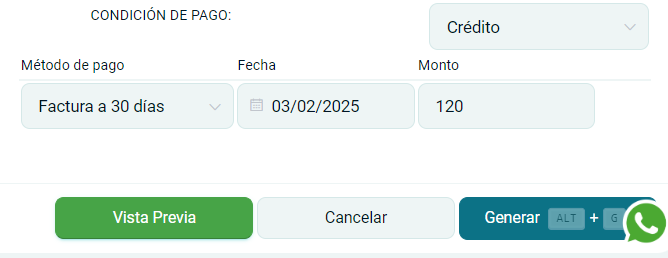 CONDICIÓN DE PAGO:
Crédito
Método de pago Fecha Monto
Factura a 30 días 03/02/2025 120
Vista Previa Cancelar Generar ALT + G